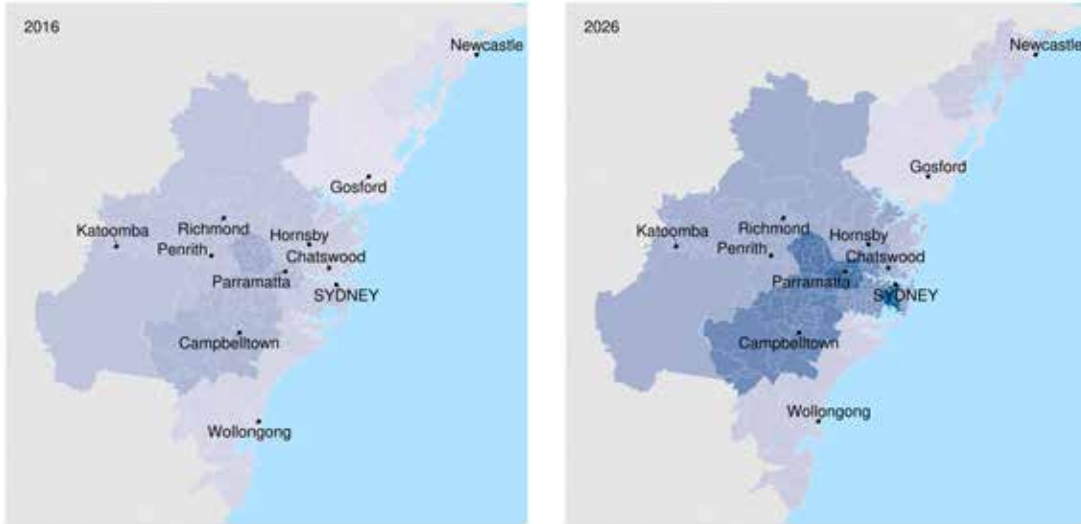 2016
Newcastle
Gosford
Katoomba
Richmond
Hornsby
Penrith
Chatswood
Parramatta
SYDNEY
Campbelltown
Wollongong
2026
Newcastle
Gosford
Katoomba
Richmond
Hornsby
Penrith
Chatswood
Parramatta
SYDNEY
Campbelltown
Wollongong